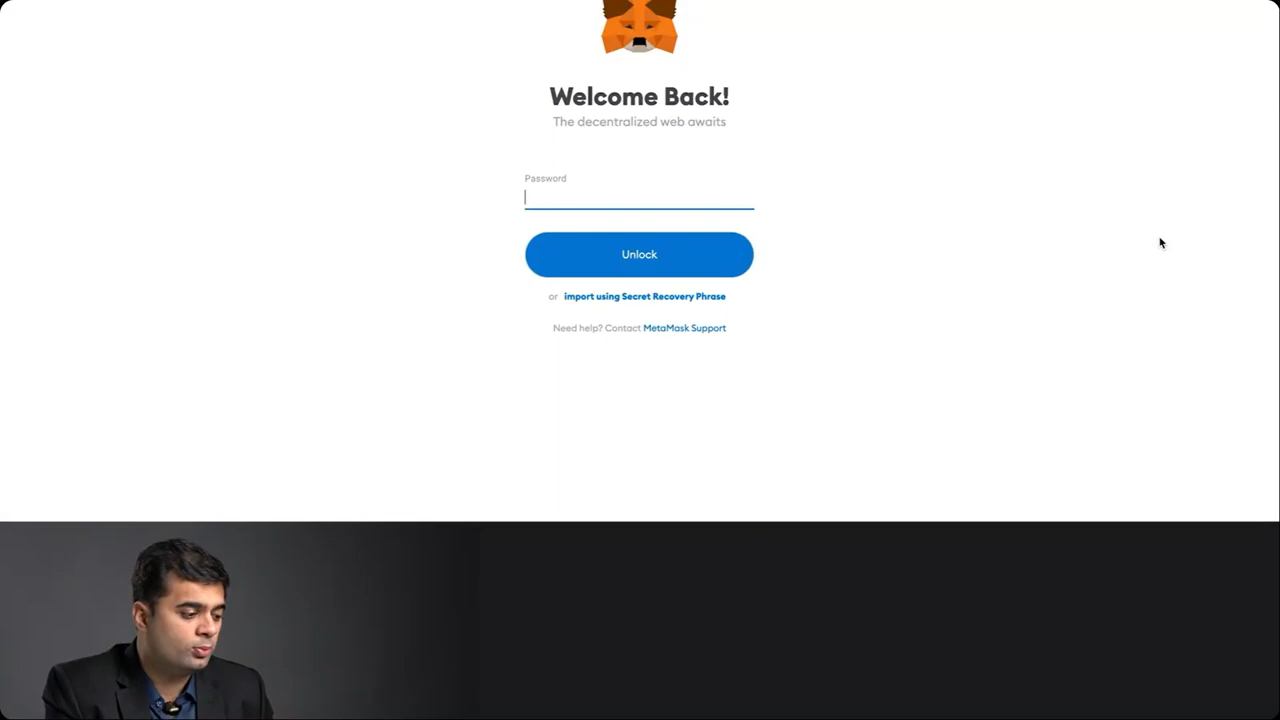 Welcome Back!
The decentralized web awaits
Password
Unlock
or import using Secret Recovery Phrase
Need help? Contact MetaMask Support